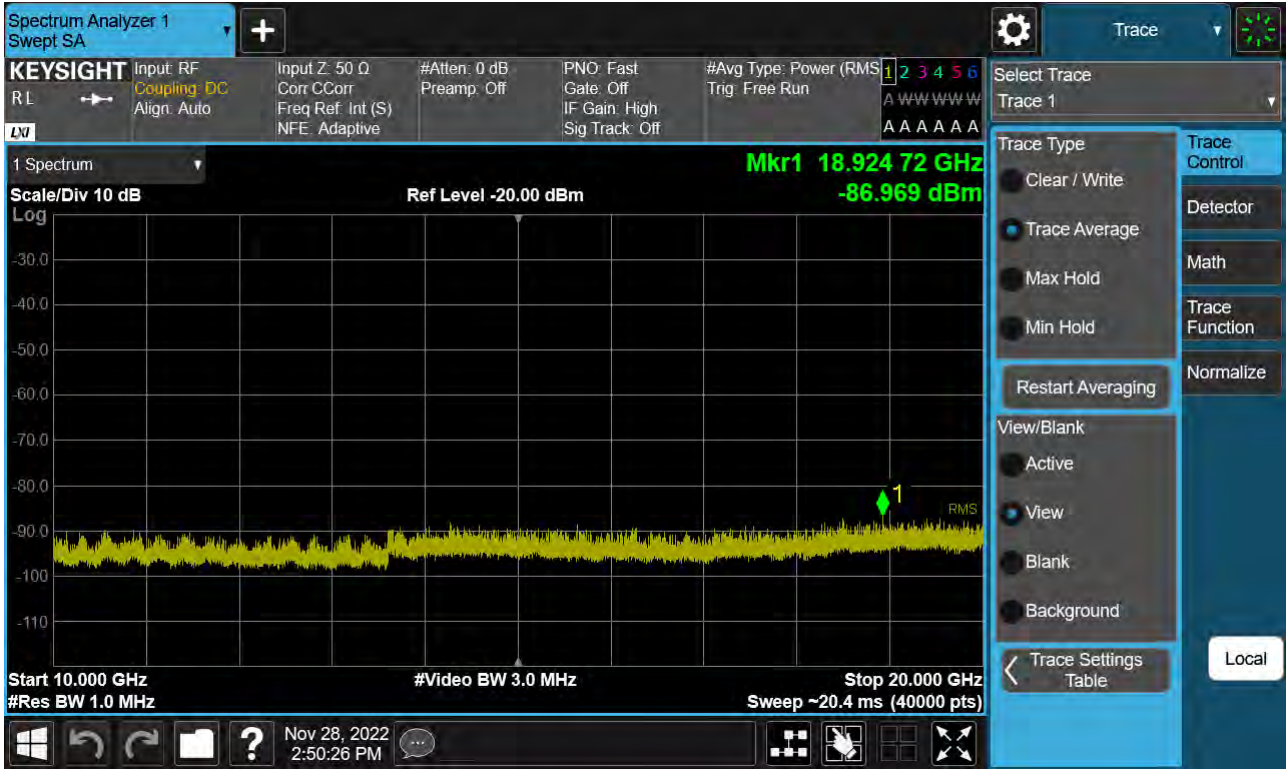 Spectrum Analyzer 1
Swept SA
Trace
KEYSIGHT
R L
LXI
Input: RF
Coupling: DC
Align: Auto
Input Z: 50 Ω
Corr CCorr
Freq Ref: Int (S)
NFE: Adaptive
#Atten: 0 dB
Preamp: Off
PNO: Fast
Gate: Off
IF Gain: High
Sig Track: Off
#Avg Type: Power (RMS
Trig: Free Run
1 2 3 4 5 6
A W W W W W
A A A A A A
Select Trace
Trace 1
1 Spectrum
Scale/Div 10 dB
Log
Ref Level -20.00 dBm
Mkr1 18.924 72 GHz
-86.969 dBm
-30.0
-40.0
-50.0
-60.0
-70.0
-80.0
-90.0
-100
-110
1
RMS
Start 10.000 GHz
#Res BW 1.0 MHz
#Video BW 3.0 MHz
Stop 20.000 GHz
Sweep ~20.4 ms (40000 pts)
Trace Type
Clear / Write
Trace Average
Max Hold
Min Hold
Restart Averaging
View/Blank
Active
View
Blank
Background
Trace Settings
Table
Trace
Control
Detector
Math
Trace
Function
Normalize
Local
?
Nov 28, 2022
2:50:26 PM